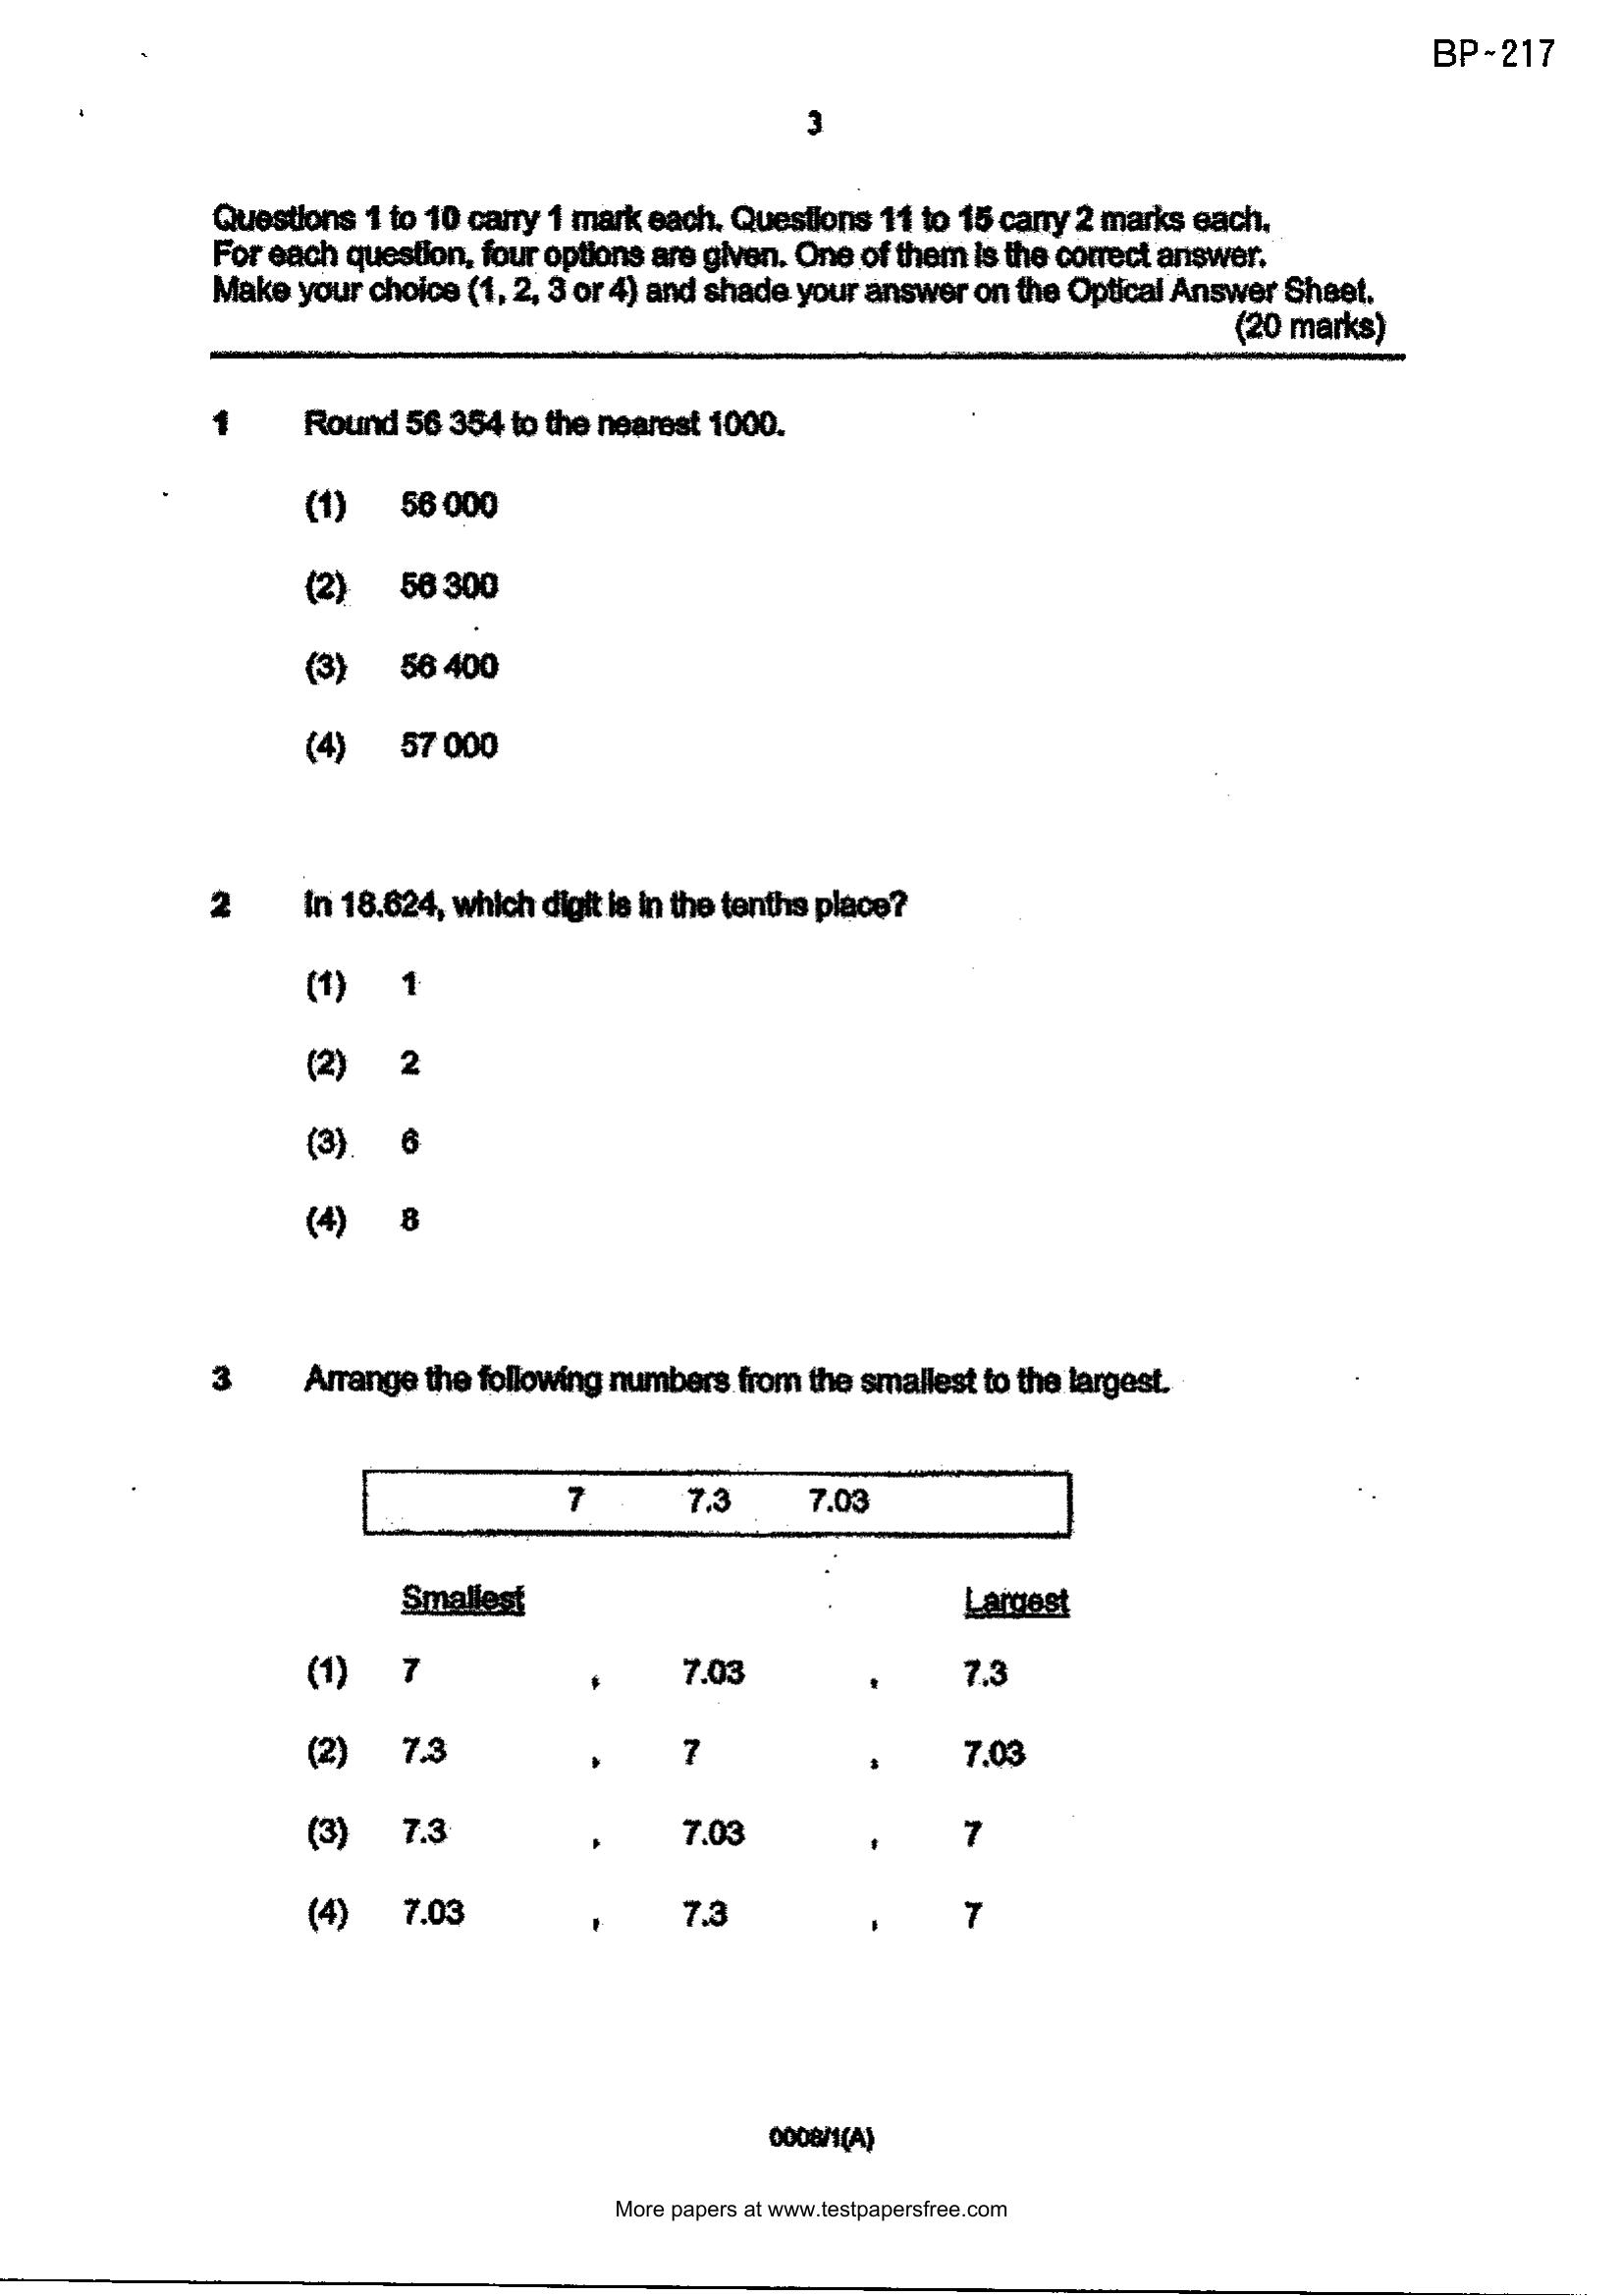 BP-217
3
Questions 1 to 10 carry 1 mark each. Questions 11 to 15 carry 2 marks each.
For each question, four options are given. One of them is the correct answer.
Make your choice (1, 2, 3 or 4) and shade your answer on the Optical Answer Sheet.
(20 marks)
1 Round 56 354 to the nearest 1000.
(1) 56 000
(2) 56 300
(3) 56 400
(4) 57 000
2 In 18.624, which digit is in the tenths place?
(1) 1
(2) 2
(3) 6
(4) 8
3 Arrange the following numbers from the smallest to the largest.
7 7.3 7.03
Smallest Largest
(1) 7 , 7.03 , 7.3
(2) 7.3 , 7 , 7.03
(3) 7.3 , 7.03 , 7
(4) 7.03 , 7.3 , 7
0008/1(A)
More papers at www.testpapersfree.com